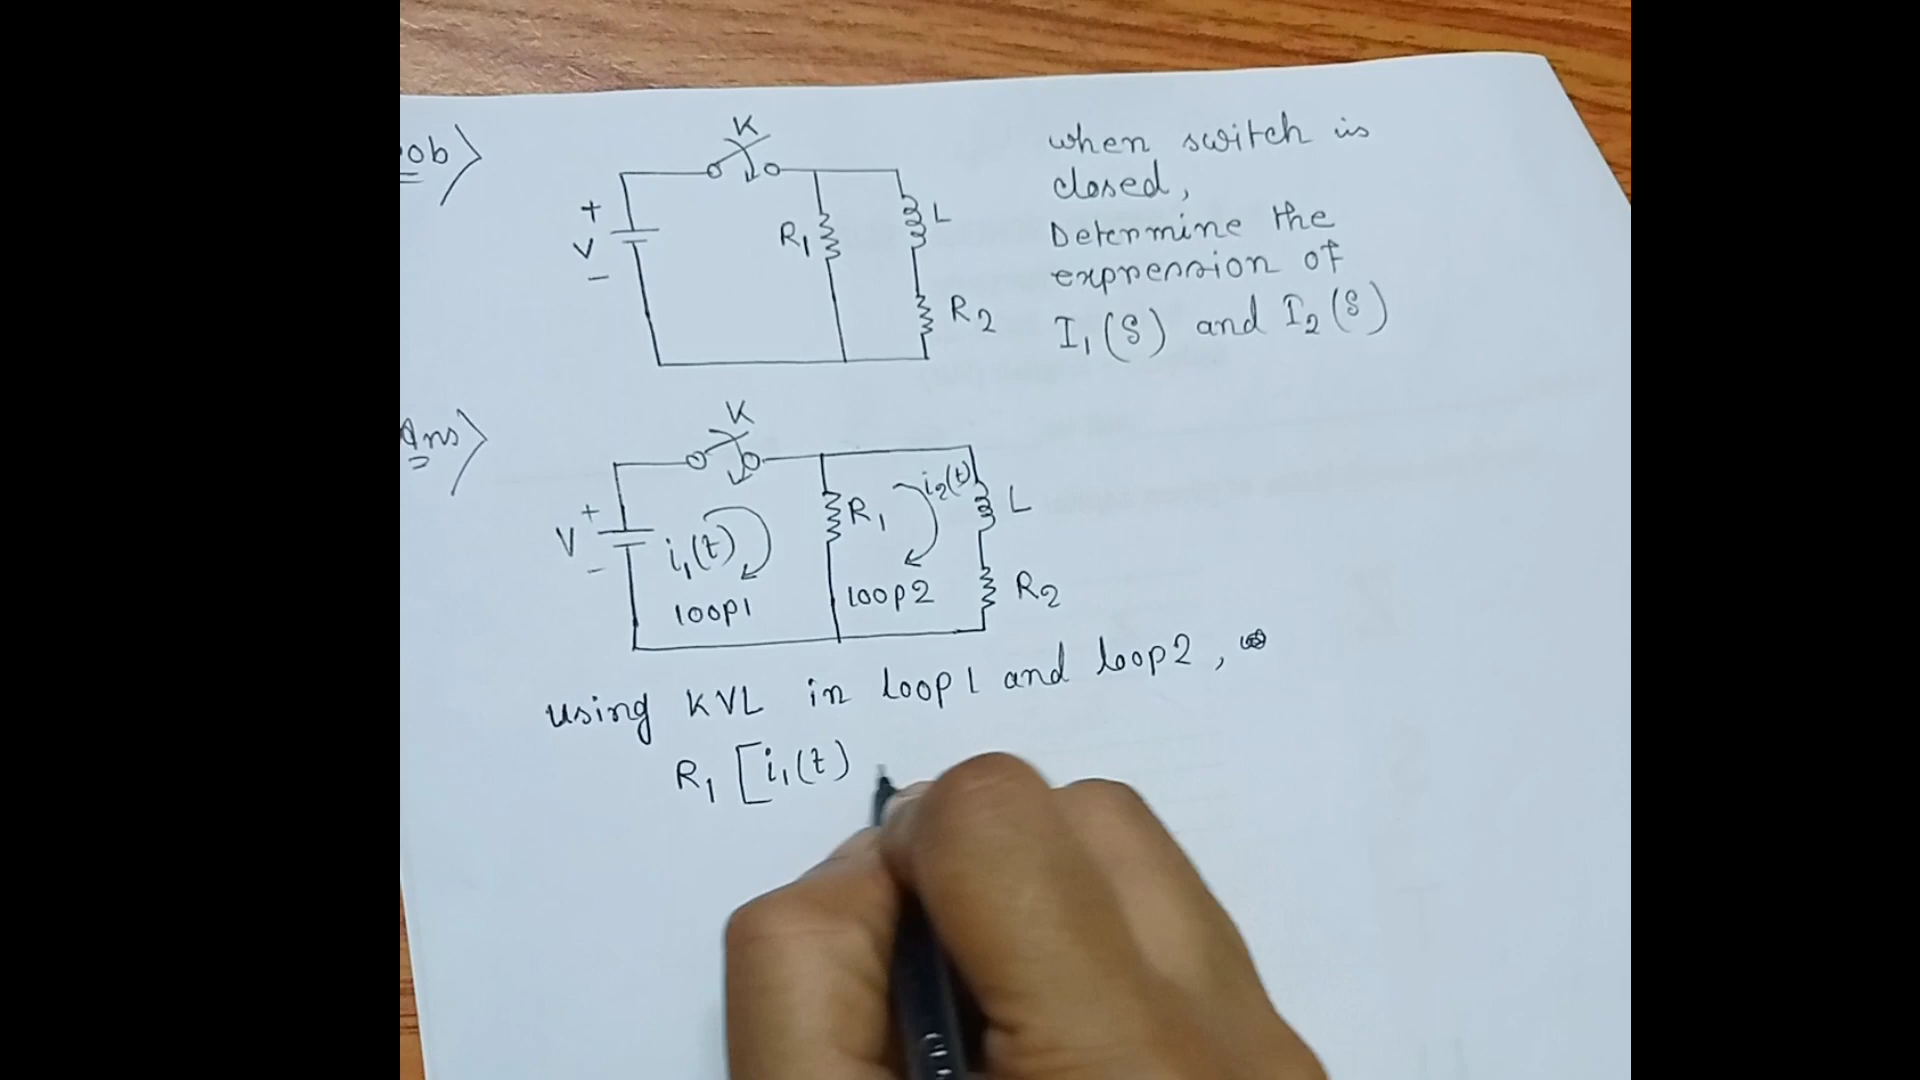 ob)
K
+
V
-
R1
L
R2
when switch is
closed,
Determine the
expression of
I1(S) and I2(S)
Ans)
K
+
V
-
i1(t)
loop1
R1
i2(t)
loop2
L
R2
using KVL in loop1 and loop2,
R1 [i1(t)